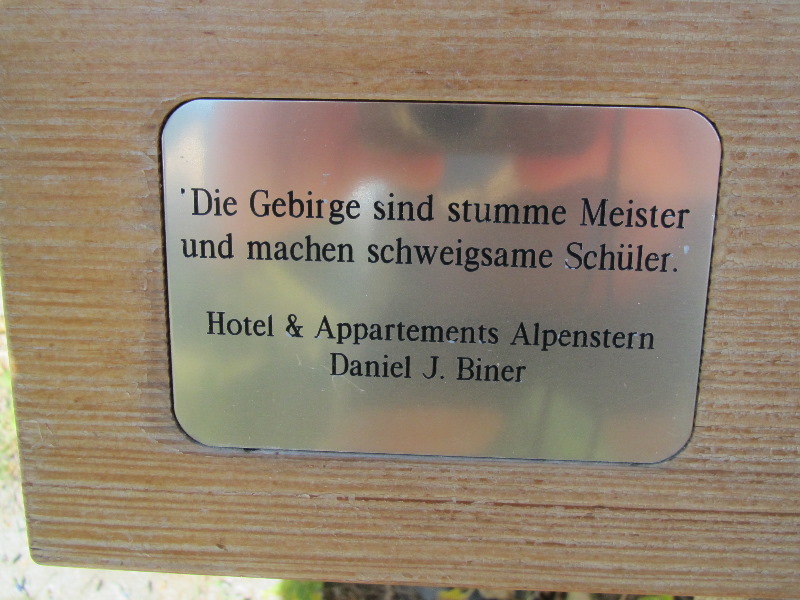 'Die Gebirge sind stumme Meister
und machen schweigsame Schüler.'
Hotel & Appartements Alpenstern
Daniel J. Biner